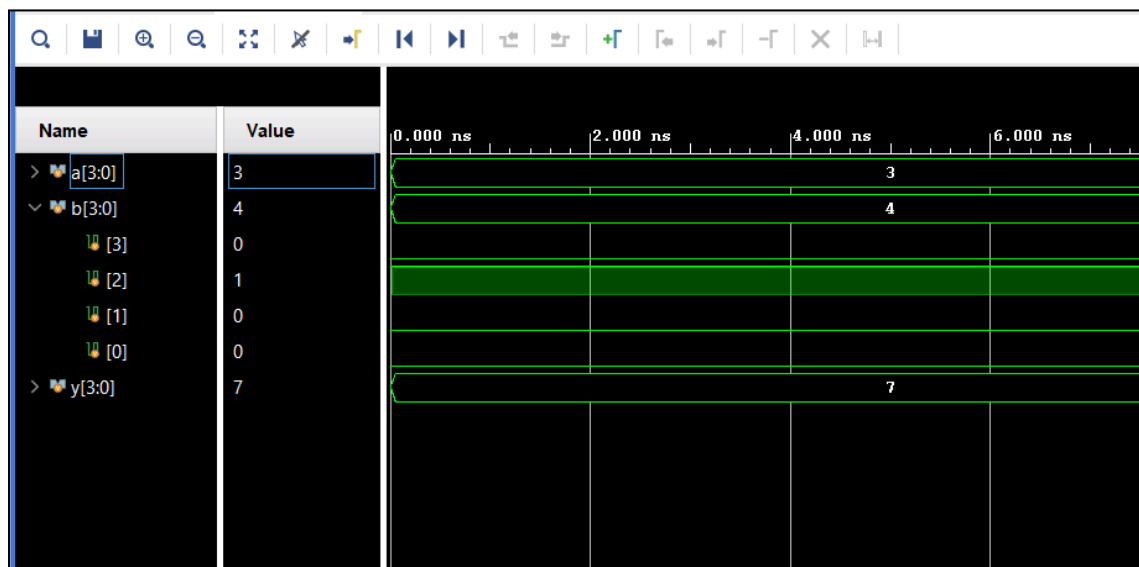 Name Value 0.000 ns 2.000 ns 4.000 ns 6.000 ns
a[3:0] 3 3
b[3:0] 4 4
[3] 0
[2] 1
[1] 0
[0] 0
y[3:0] 7 7